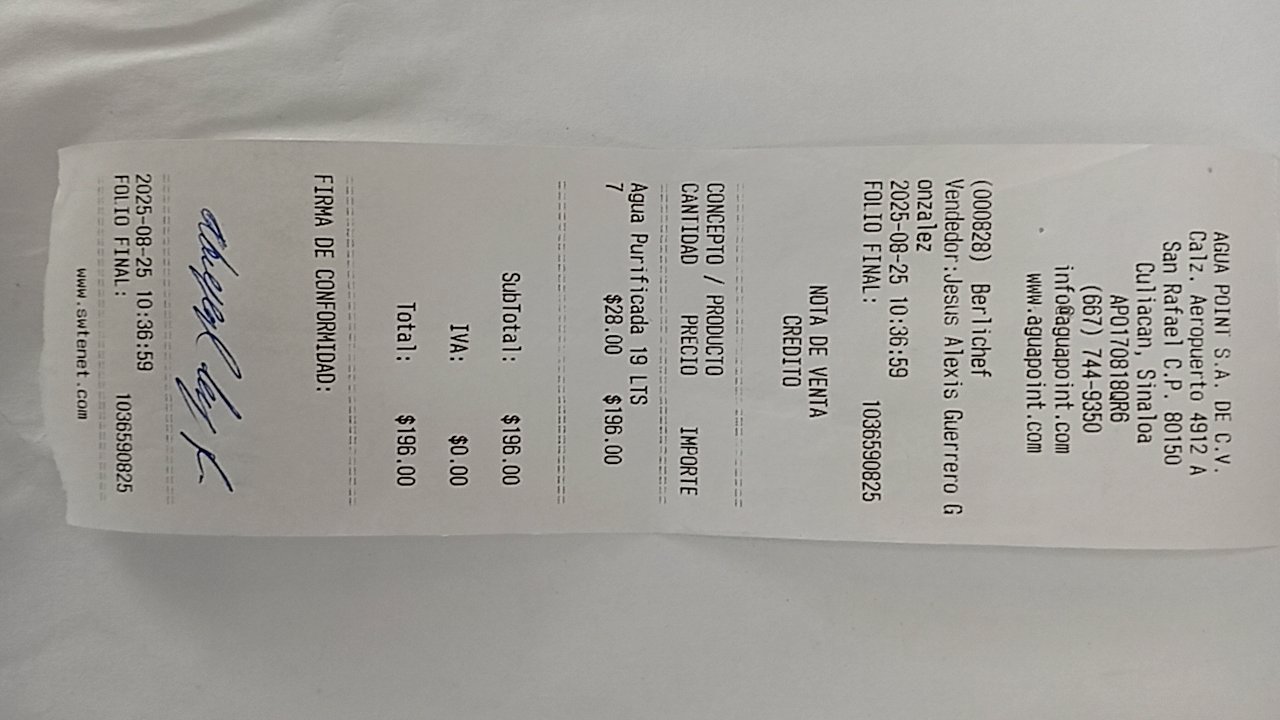 AGUA POINT S.A. DE C.V.
Calz. Aeropuerto 4912 A
San Rafael C.P. 80150
Culiacan, Sinaloa
APO170818QR6
(667) 744-9350
info@aguapoint.com
www.aguapoint.com
(000828) Berlichef
Vendedor:Jesus Alexis Guerrero G
onzalez
2025-08-25 10:36:59
FOLIO FINAL: 1036590825
NOTA DE VENTA
CREDITO
CONCEPTO / PRODUCTO
CANTIDAD PRECIO IMPORTE
Agua Purificada 19 LTS
7 $28.00 $196.00
SubTotal: $196.00
IVA: $0.00
Total: $196.00
FIRMA DE CONFORMIDAD:
2025-08-25 10:36:59
FOLIO FINAL: 1036590825
www.swtenet.com